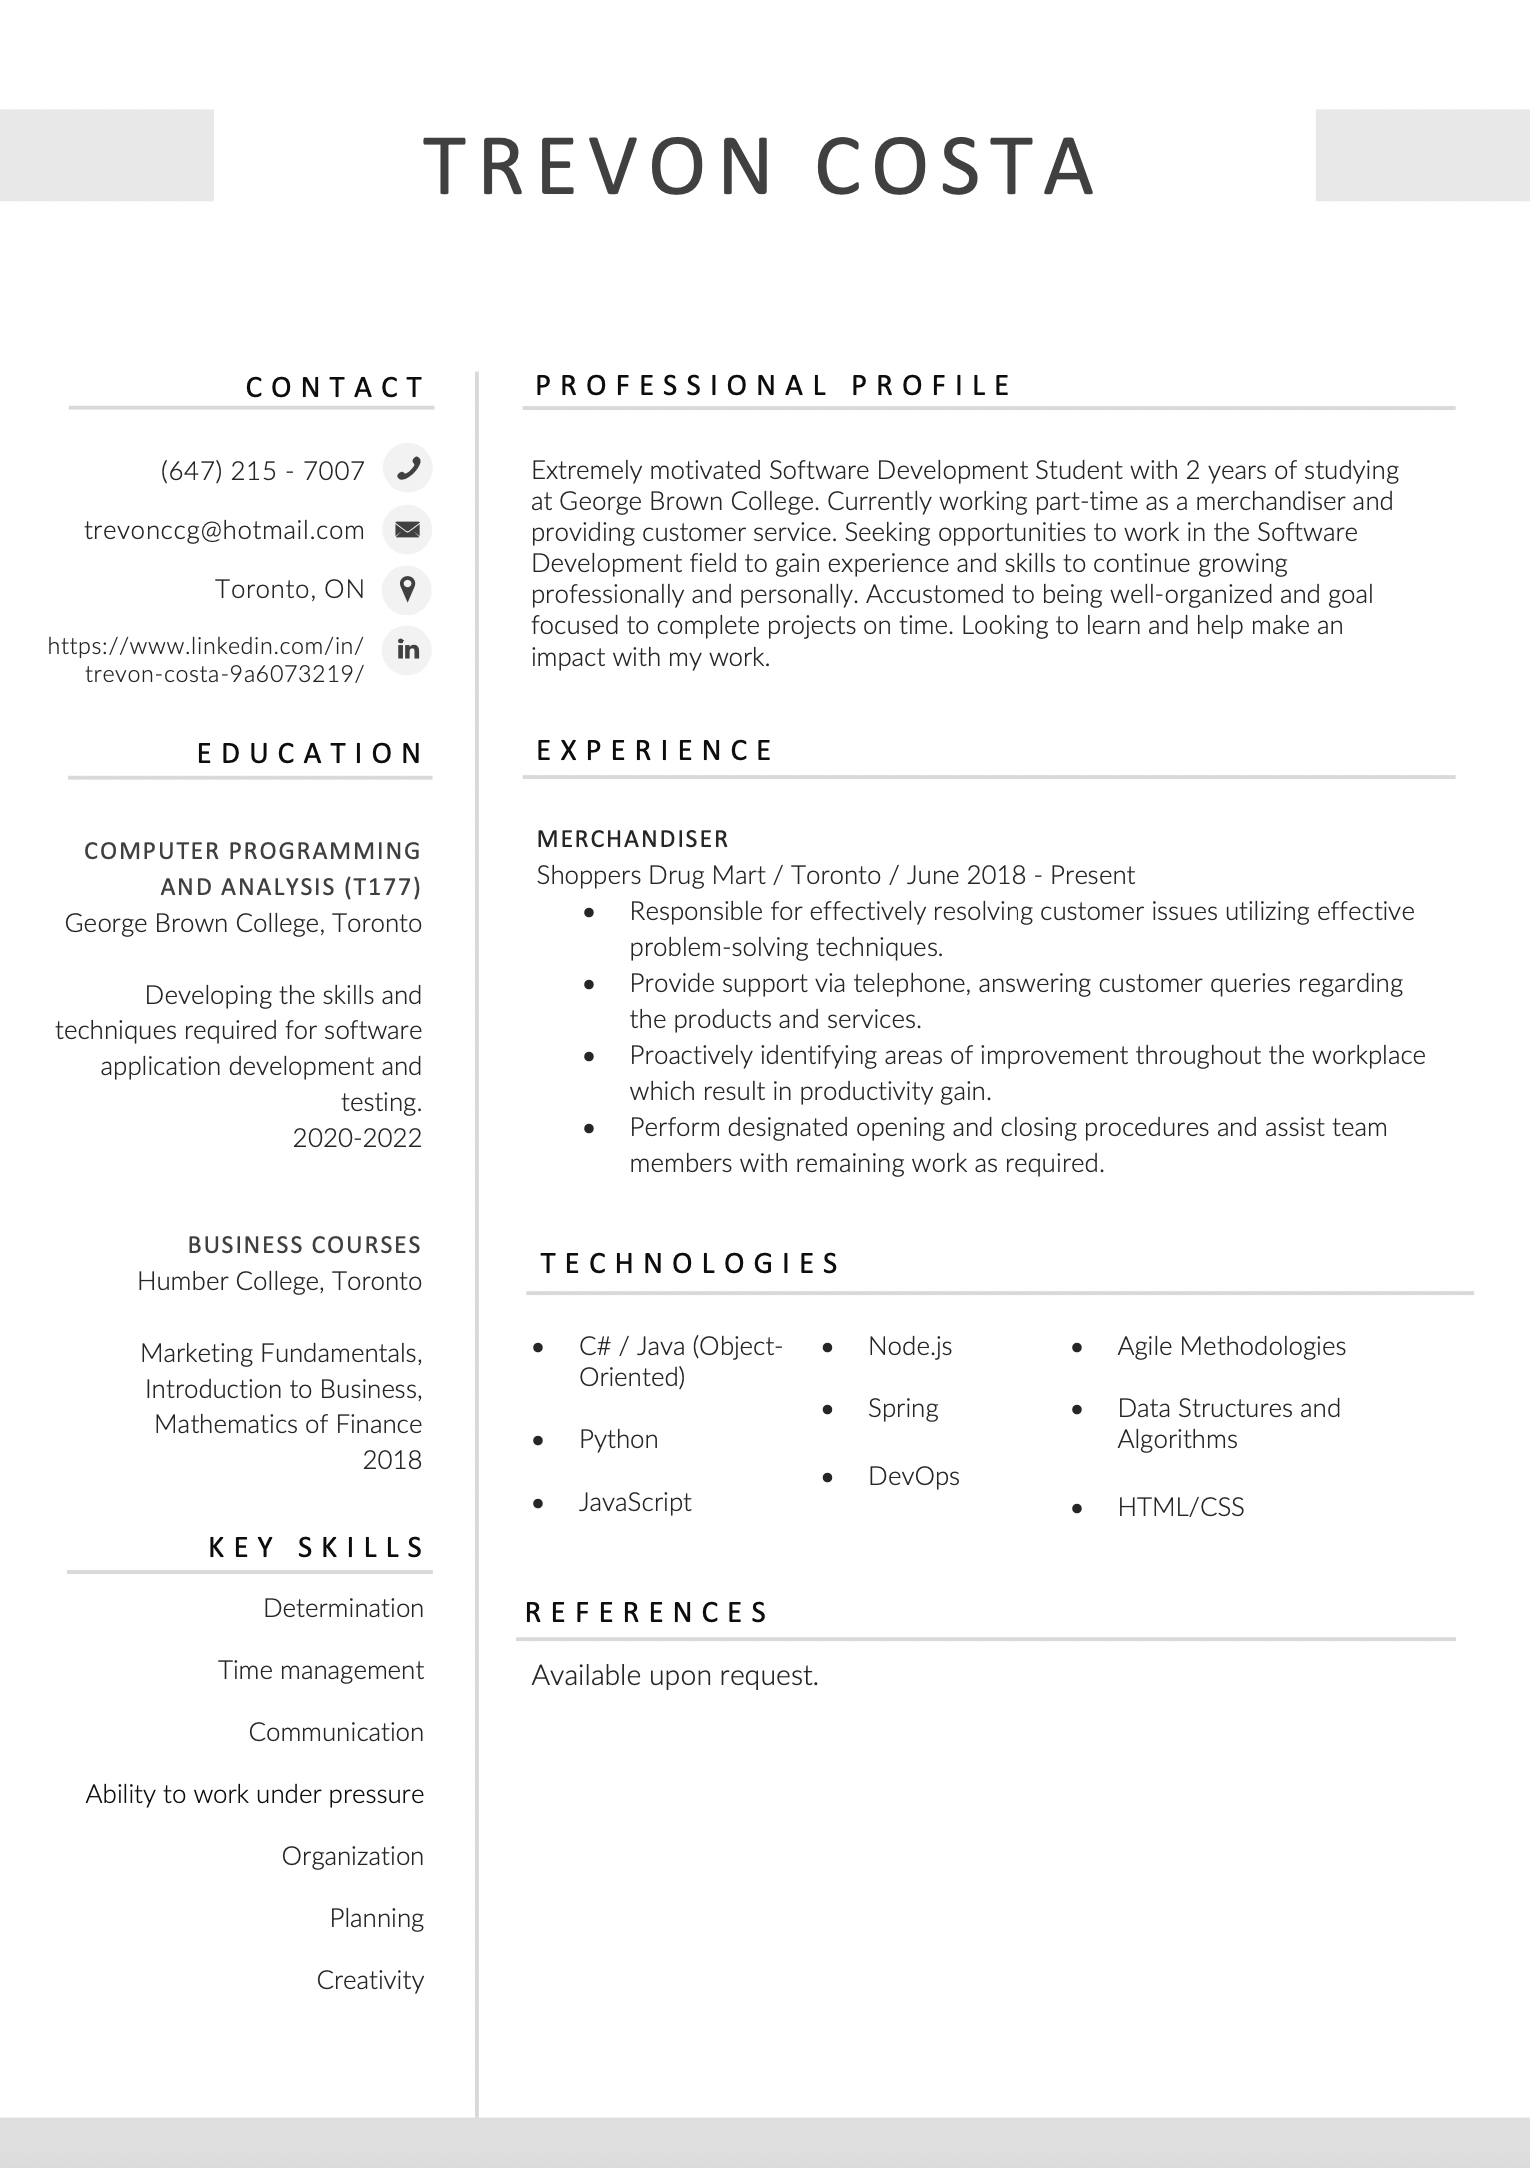 TREVON COSTA
CONTACT
(647) 215 - 7007
trevonccg@hotmail.com
Toronto, ON
https://www.linkedin.com/in/
trevon-costa-9a6073219/
EDUCATION
COMPUTER PROGRAMMING
AND ANALYSIS (T177)
George Brown College, Toronto
Developing the skills and
techniques required for software
application development and
testing.
2020-2022
BUSINESS COURSES
Humber College, Toronto
Marketing Fundamentals,
Introduction to Business,
Mathematics of Finance
2018
KEY SKILLS
Determination
Time management
Communication
Ability to work under pressure
Organization
Planning
Creativity
PROFESSIONAL PROFILE
Extremely motivated Software Development Student with 2 years of studying
at George Brown College. Currently working part-time as a merchandiser and
providing customer service. Seeking opportunities to work in the Software
Development field to gain experience and skills to continue growing
professionally and personally. Accustomed to being well-organized and goal
focused to complete projects on time. Looking to learn and help make an
impact with my work.
EXPERIENCE
MERCHANDISER
Shoppers Drug Mart / Toronto / June 2018 - Present
• Responsible for effectively resolving customer issues utilizing effective
problem-solving techniques.
• Provide support via telephone, answering customer queries regarding
the products and services.
• Proactively identifying areas of improvement throughout the workplace
which result in productivity gain.
• Perform designated opening and closing procedures and assist team
members with remaining work as required.
TECHNOLOGIES
• C# / Java (Object-
Oriented)
• Python
• JavaScript
• Node.js
• Spring
• DevOps
• Agile Methodologies
• Data Structures and
Algorithms
• HTML/CSS
REFERENCES
Available upon request.